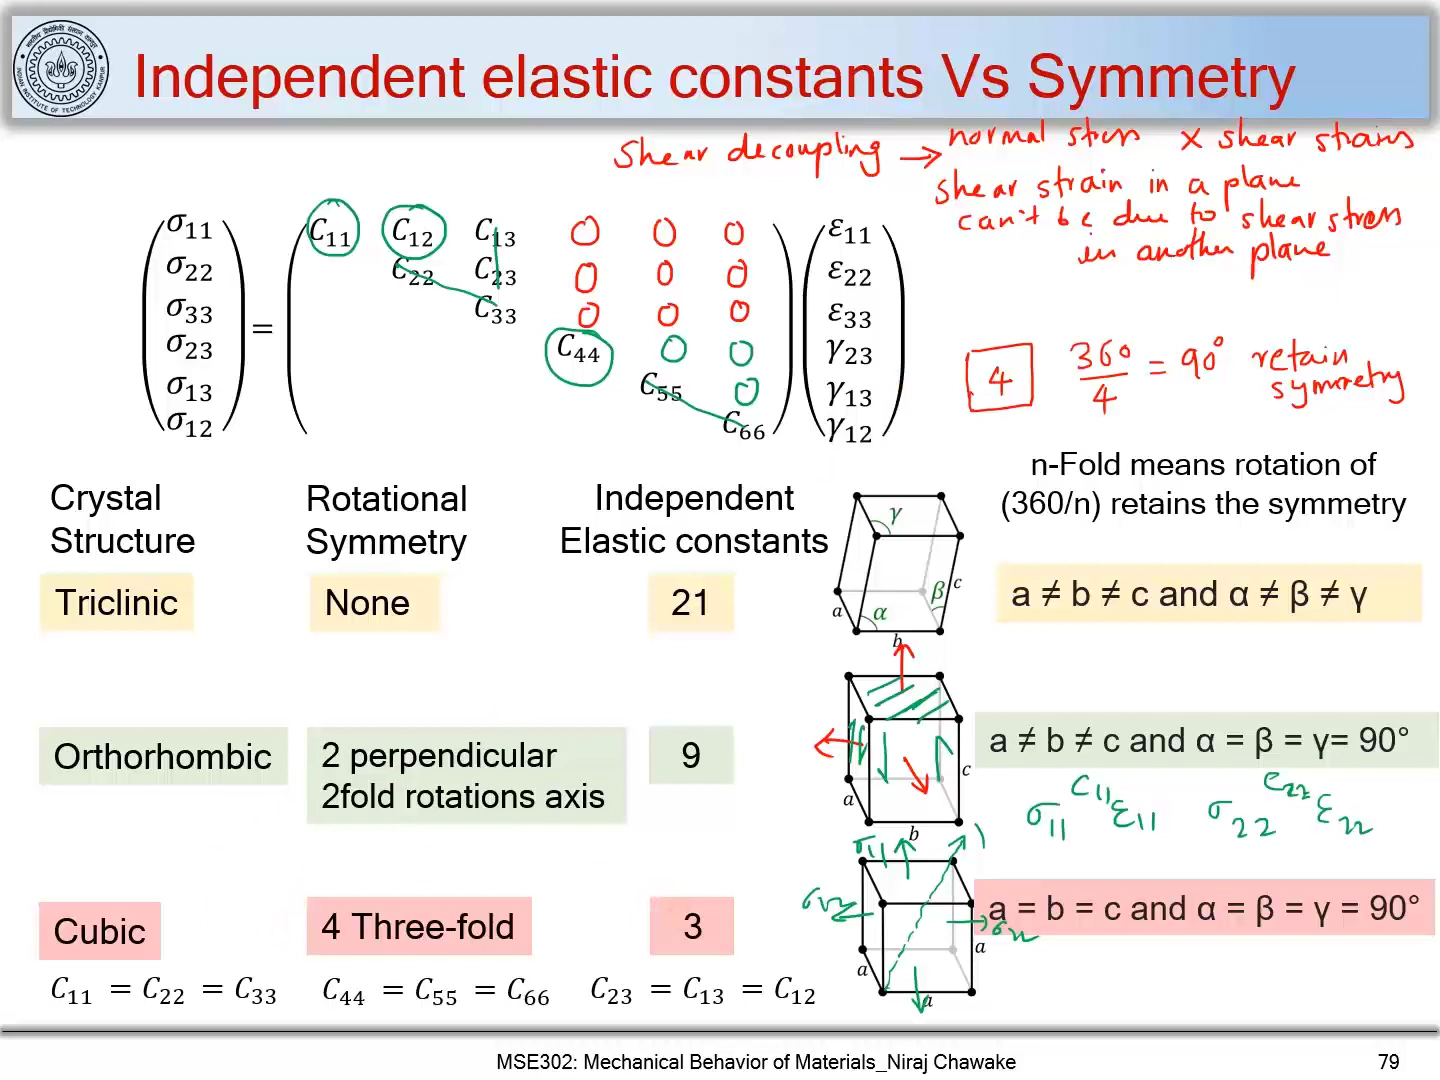 Independent elastic constants Vs Symmetry
Shear decoupling → normal stress × shear strains
shear strain in a plane
can't be due to shear stress
in another plane
σ11 C11 C12 C13 0 0 0 ε11
σ22 C22 C23 0 0 0 ε22
σ33 = C33 0 0 0 ε33
σ23 C44 0 0 γ23
σ13 C55 0 γ13
σ12 C66 γ12
4 360/4 = 90° retain
symmetry
n-Fold means rotation of
(360/n) retains the symmetry
Crystal Structure
Rotational Symmetry
Independent Elastic constants
γ
β
c
a
α
b
Triclinic None 21 a ≠ b ≠ c and α ≠ β ≠ γ
Orthorhombic 2 perpendicular 2fold rotations axis 9 a ≠ b ≠ c and α = β = γ= 90°
c
a
b
σ11 C11 ε11 σ22 C22 ε22
σ11
Cubic 4 Three-fold 3 a = b = c and α = β = γ = 90°
a
a
a
C11 = C22 = C33 C44 = C55 = C66 C23 = C13 = C12
MSE302: Mechanical Behavior of Materials_Niraj Chawake 79